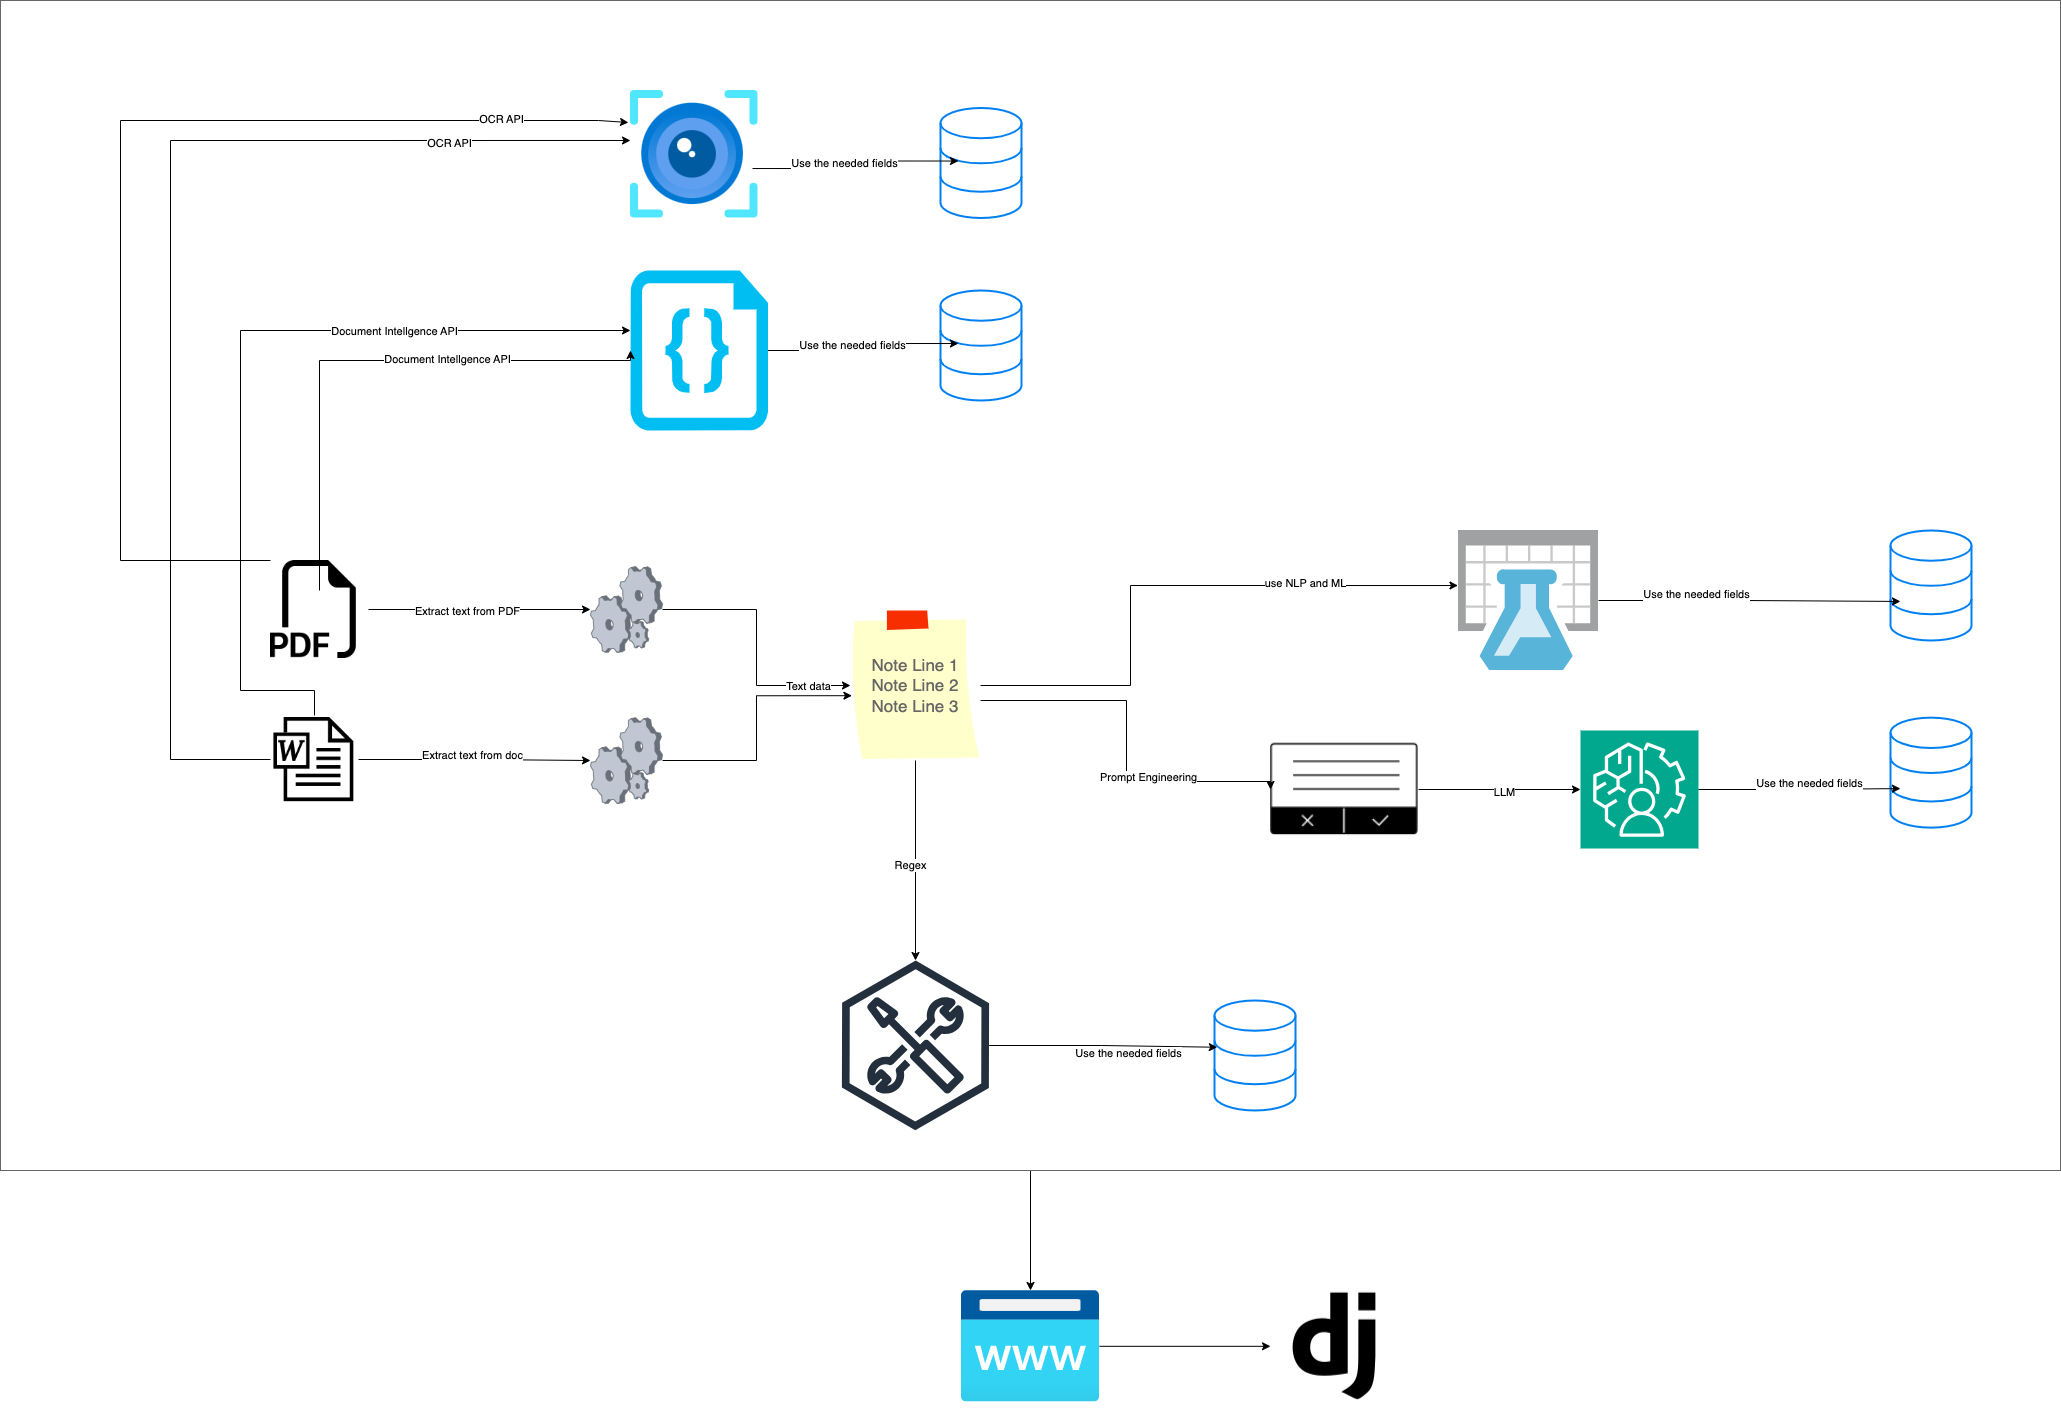 OCR API
OCR API
Use the needed fields
Document Intellgence API
Use the needed fields
Document Intellgence API
PDF
Extract text from PDF
use NLP and ML
Use the needed fields
Note Line 1
Note Line 2
Note Line 3
Text data
W
Extract text from doc
Prompt Engineering
LLM
Use the needed fields
Regex
Use the needed fields
www
dj